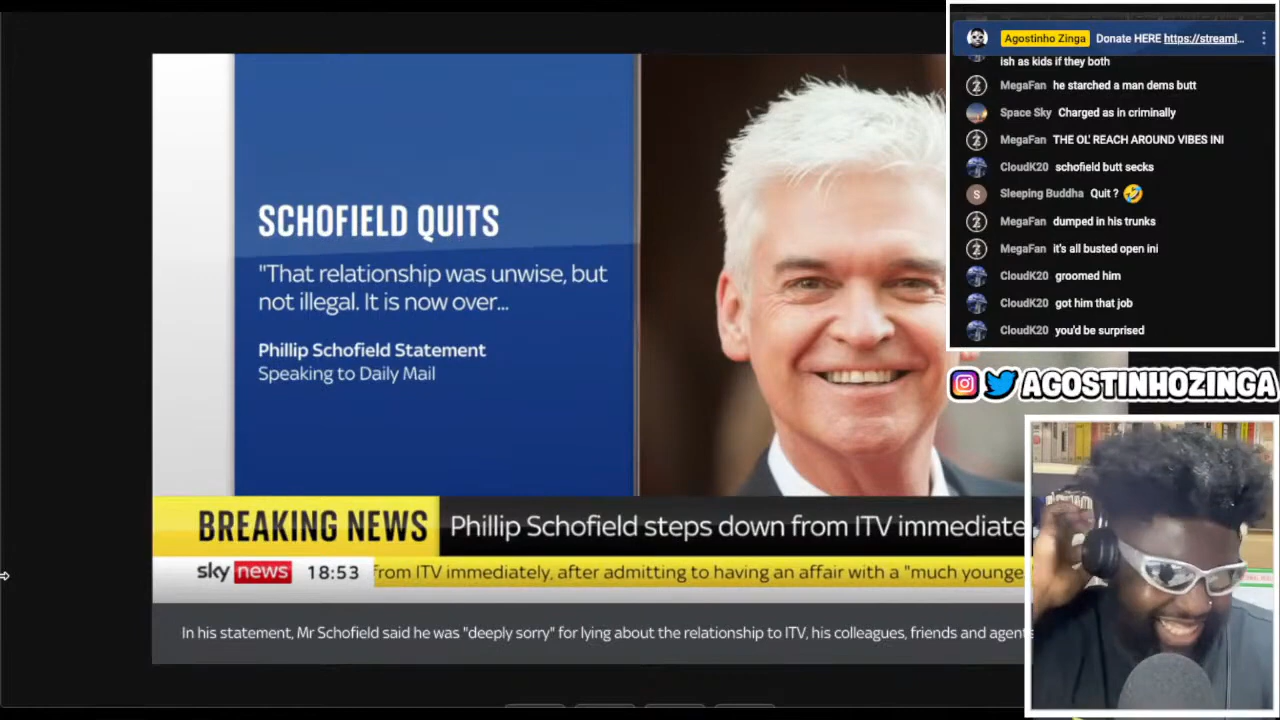 SCHOFIELD QUITS
"That relationship was unwise, but
not illegal. It is now over...
Phillip Schofield Statement
Speaking to Daily Mail
BREAKING NEWS
Phillip Schofield steps down from ITV immediate
sky news 18:53
from ITV immediately, after admitting to having an affair with a "much younge
In his statement, Mr Schofield said he was "deeply sorry" for lying about the relationship to ITV, his colleagues, friends and agent
Agostinho Zinga Donate HERE https://streaml...
ish as kids if they both
MegaFan he starched a man dems butt
Space Sky Charged as in criminally
MegaFan THE OL' REACH AROUND VIBES INI
CloudK20 schofield butt secks
S
Sleeping Buddha Quit ? 🤣
MegaFan dumped in his trunks
MegaFan it's all busted open ini
CloudK20 groomed him
CloudK20 got him that job
CloudK20 you'd be surprised
AGOSTINHOZINGA